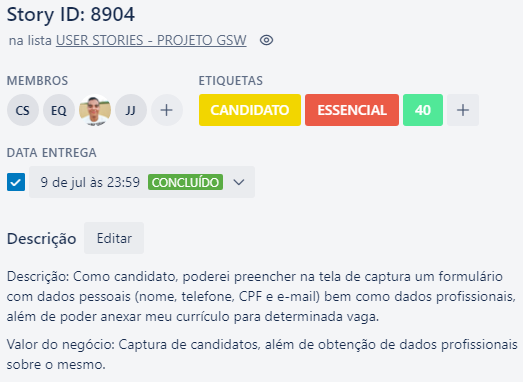 Story ID: 8904
na lista USER STORIES - PROJETO GSW
MEMBROS
ETIQUETAS
CS EQ JJ +
CANDIDATO ESSENCIAL 40 +
DATA ENTREGA
9 de jul às 23:59 CONCLUÍDO
Descrição Editar
Descrição: Como candidato, poderei preencher na tela de captura um formulário
com dados pessoais (nome, telefone, CPF e e-mail) bem como dados profissionais,
além de poder anexar meu currículo para determinada vaga.
Valor do negócio: Captura de candidatos, além de obtenção de dados profissionais
sobre o mesmo.